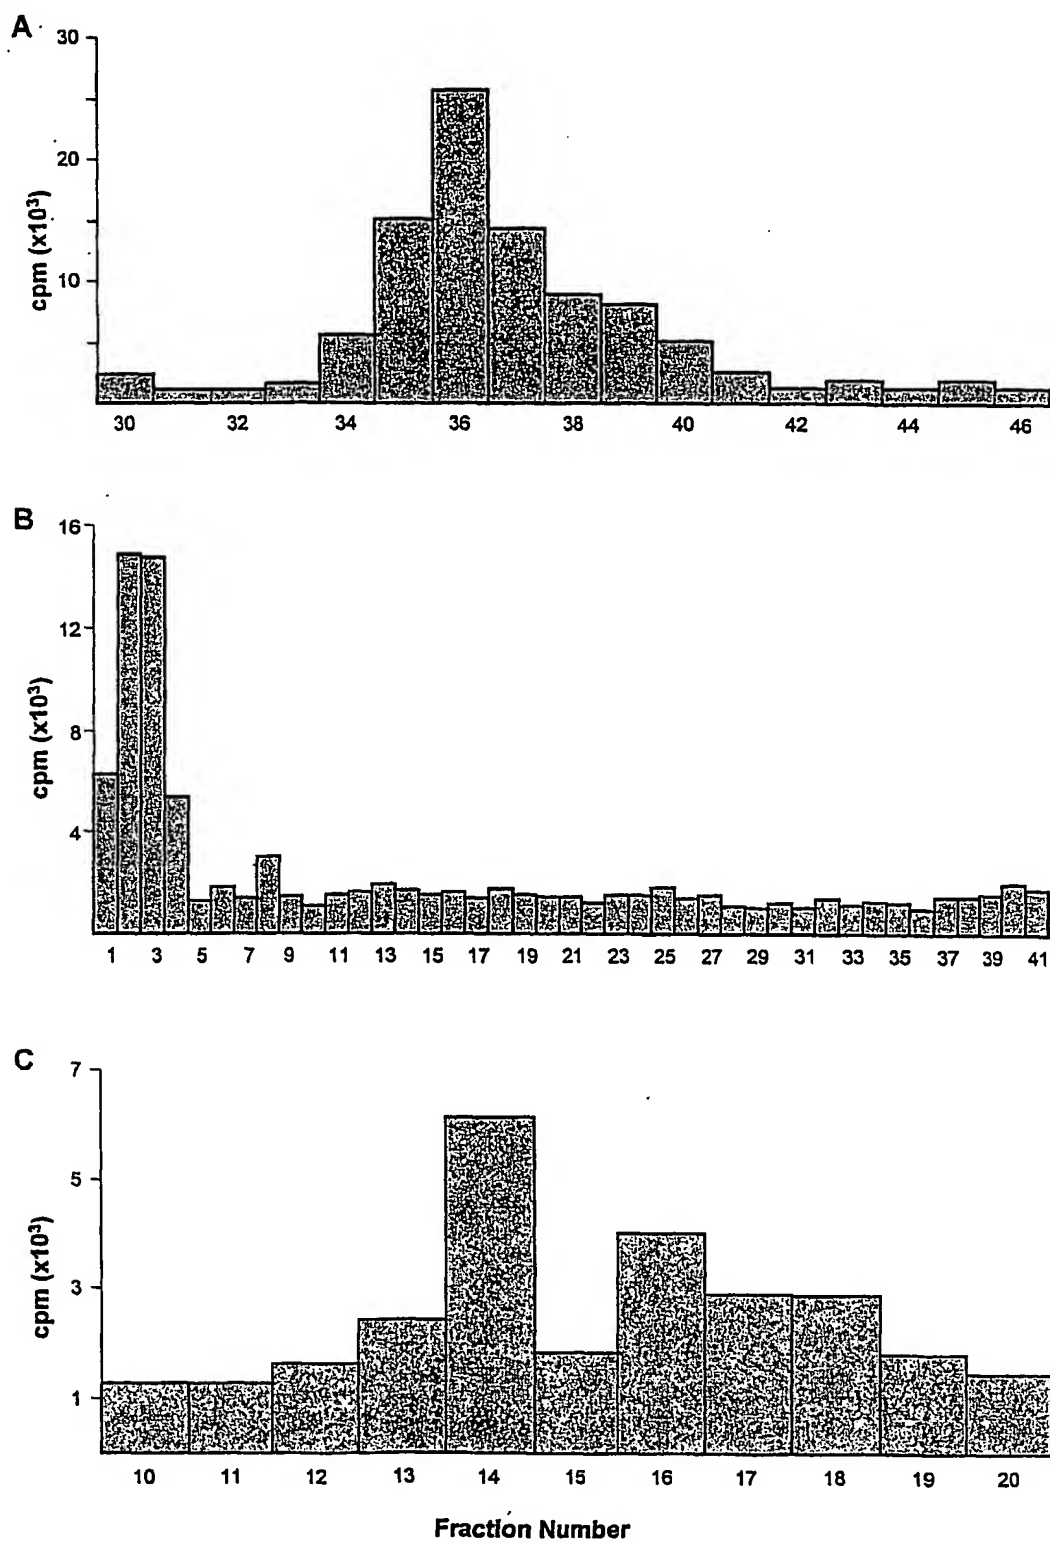 A
30
20
10
cpm (x10³)
30 32 34 36 38 40 42 44 46
B
16
12
8
4
cpm (x10³)
1 3 5 7 9 11 13 15 17 19 21 23 25 27 29 31 33 35 37 39 41
C
7
5
3
1
cpm (x10³)
10 11 12 13 14 15 16 17 18 19 20
Fraction Number